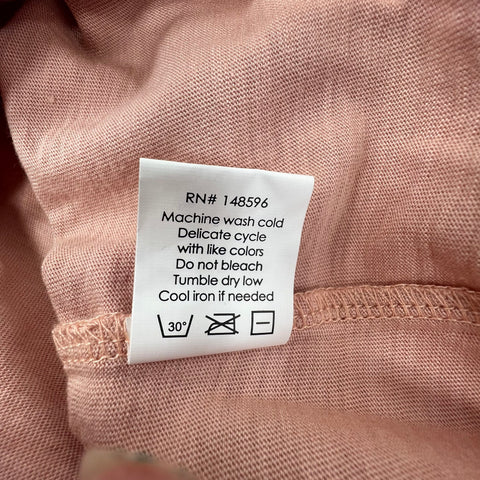 RN# 148596
Machine wash cold
Delicate cycle
with like colors
Do not bleach
Tumble dry low
Cool iron if needed
30°